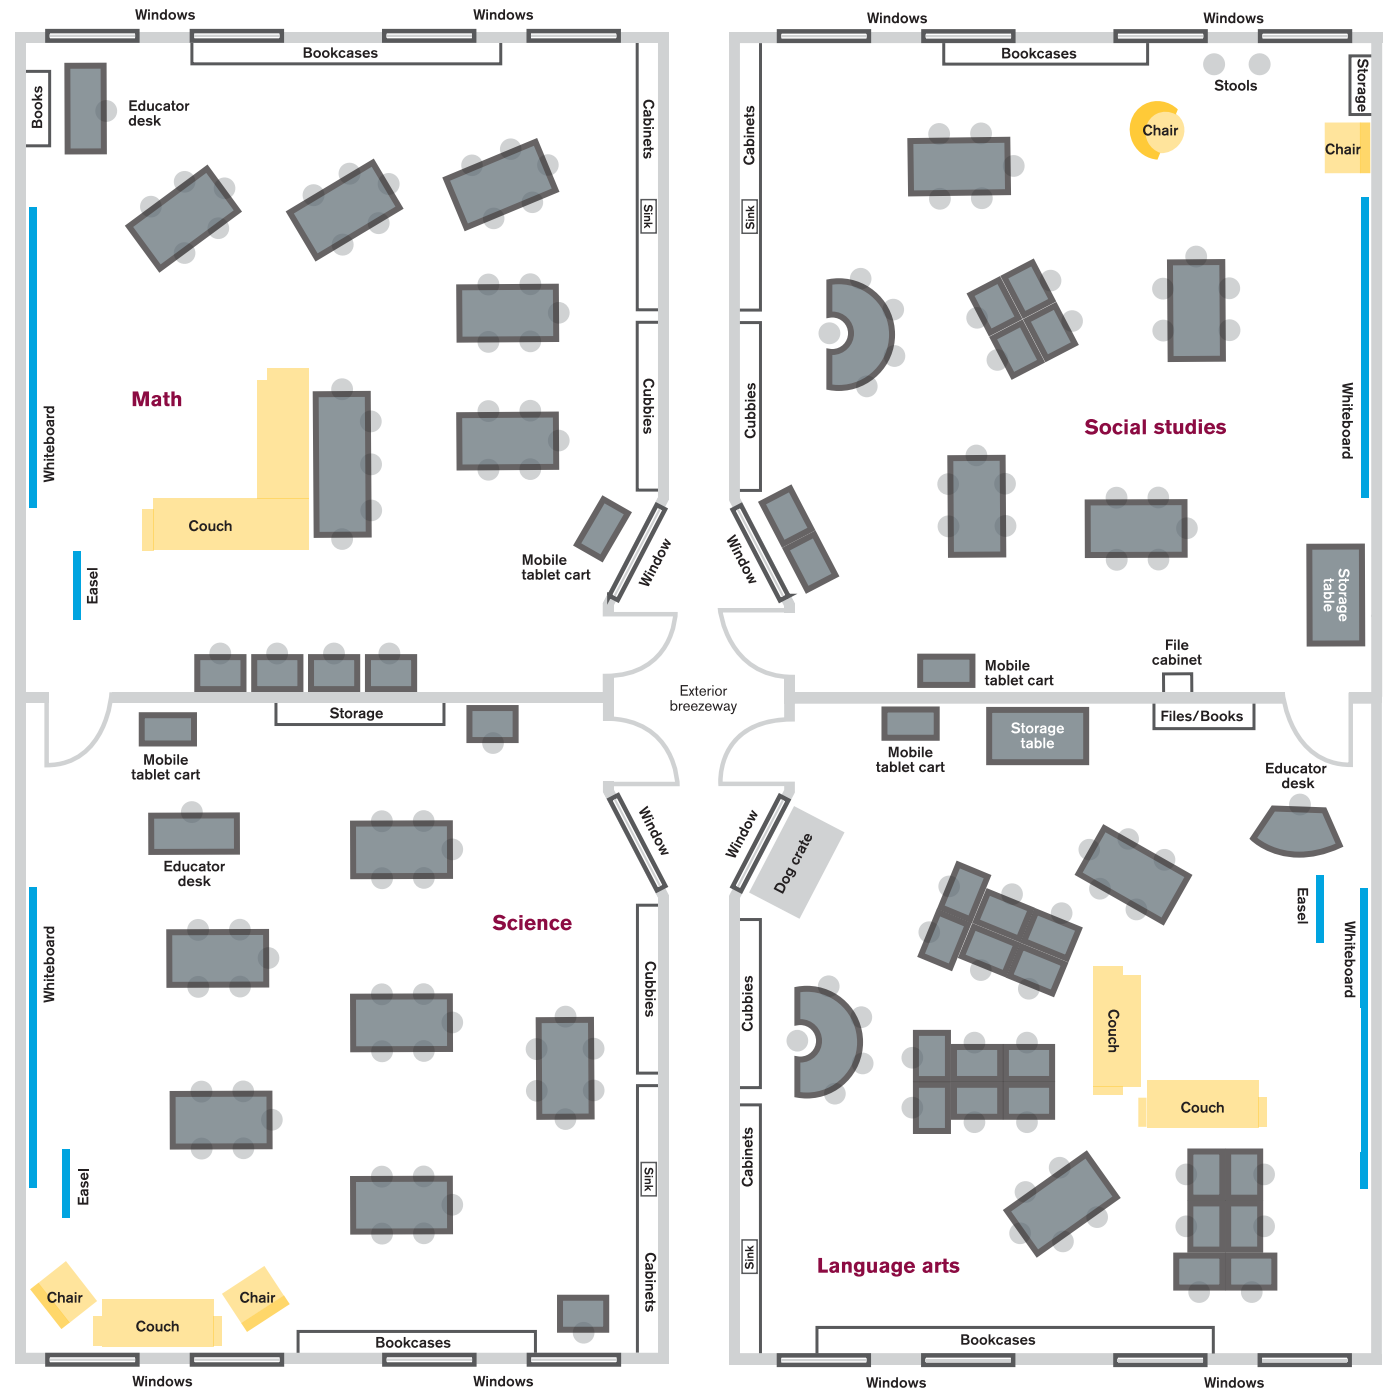 Windows
Windows
Windows
Windows
Bookcases
Books
Educator
desk
Cabinets
Sink
Cubbies
Whiteboard
Math
Couch
Easel
Mobile
tablet cart
Window
Bookcases
Stools
Storage
Chair
Chair
Cabinets
Sink
Cubbies
Whiteboard
Social studies
Window
Storage
table
File
cabinet
Mobile
tablet cart
Exterior
breezeway
Storage
Mobile
tablet cart
Educator
desk
Window
Science
Whiteboard
Cubbies
Easel
Sink
Cabinets
Chair
Chair
Couch
Bookcases
Windows
Windows
Files/Books
Storage
table
Mobile
tablet cart
Educator
desk
Window
Dog crate
Easel
Whiteboard
Cubbies
Couch
Couch
Cabinets
Sink
Language arts
Bookcases
Windows
Windows